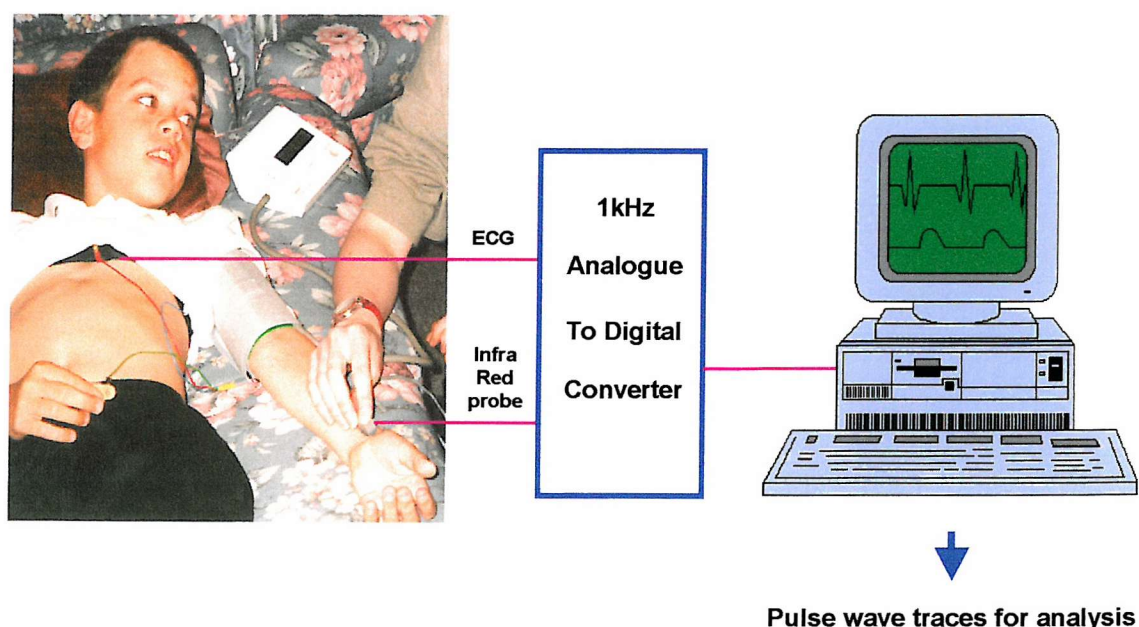 ECG
Infra
Red
probe
1kHz
Analogue
To Digital
Converter
Pulse wave traces for analysis